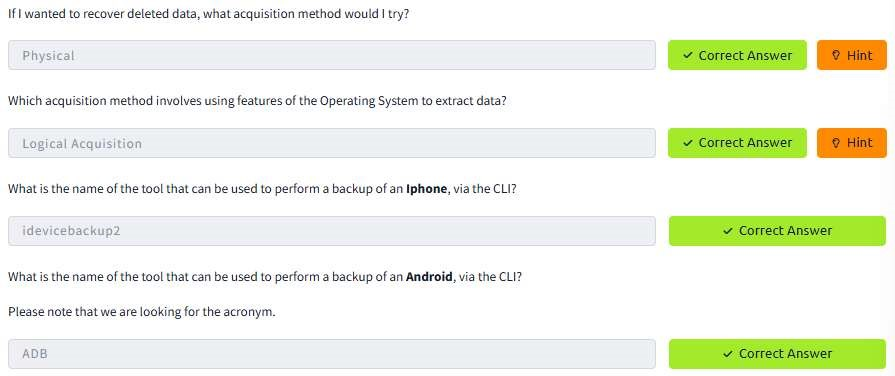 If I wanted to recover deleted data, what acquisition method would I try?
Physical
Correct Answer
Hint
Which acquisition method involves using features of the Operating System to extract data?
Logical Acquisition
Correct Answer
Hint
What is the name of the tool that can be used to perform a backup of an Iphone, via the CLI?
idevicebackup2
Correct Answer
What is the name of the tool that can be used to perform a backup of an Android, via the CLI?
Please note that we are looking for the acronym.
ADB
Correct Answer